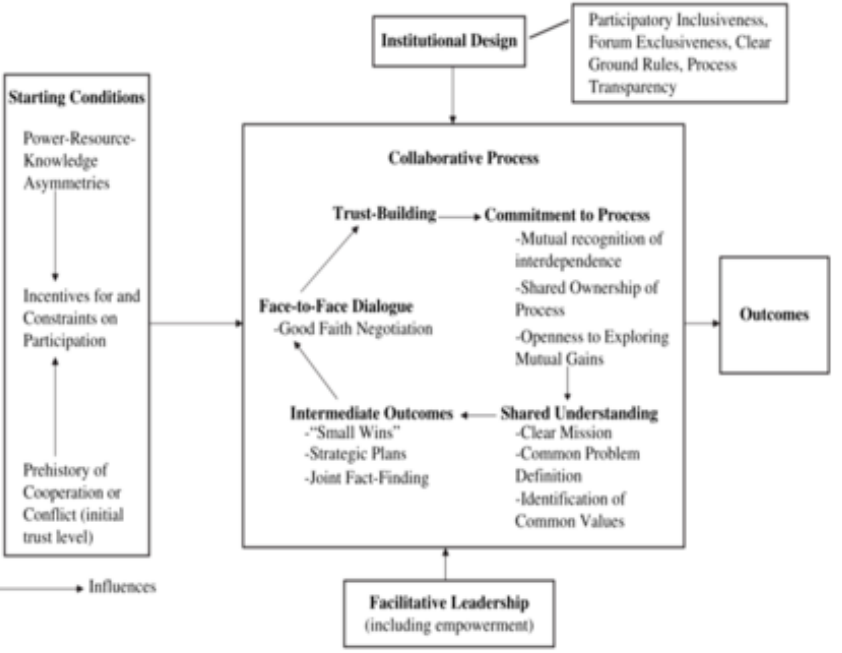 Institutional Design
Participatory Inclusiveness,
Forum Exclusiveness, Clear
Ground Rules, Process
Transparency
Starting Conditions
Power-Resource-
Knowledge
Asymmetries
Incentives for and
Constraints on
Participation
Prehistory of
Cooperation or
Conflict (initial
trust level)
Influences
Collaborative Process
Trust-Building
Commitment to Process
-Mutual recognition of
interdependence
-Shared Ownership of
Process
-Openness to Exploring
Mutual Gains
Face-to-Face Dialogue
-Good Faith Negotiation
Intermediate Outcomes
-“Small Wins”
-Strategic Plans
-Joint Fact-Finding
Shared Understanding
-Clear Mission
-Common Problem
Definition
-Identification of
Common Values
Outcomes
Facilitative Leadership
(including empowerment)